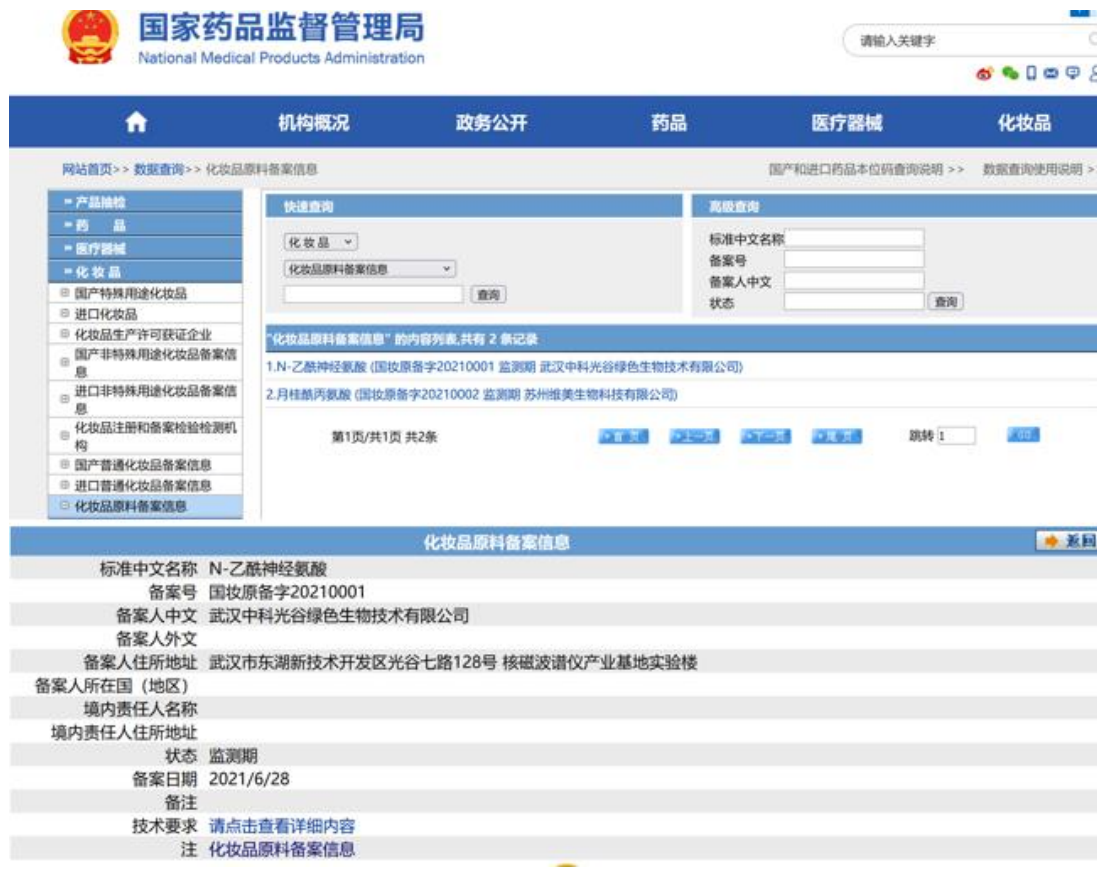 国家药品监督管理局
National Medical Products Administration
请输入关键字
机构概况 政务公开 药品 医疗器械 化妆品
网站首页>> 数据查询>> 化妆品原料备案信息 国产和进口药品本位码查询说明 >> 数据查询使用说明 >
产品抽检
药 品
医疗器械
化 妆 品
国产特殊用途化妆品
进口化妆品
化妆品生产许可获证企业
国产非特殊用途化妆品备案信
息
进口非特殊用途化妆品备案信
息
化妆品注册和备案检验检测机
构
国产普通化妆品备案信息
进口普通化妆品备案信息
化妆品原料备案信息
快速查询
化 妆 品
化妆品原料备案信息
查询
高级查询
标准中文名称
备案号
备案人中文
状态 查询
"化妆品原料备案信息" 的内容列表,共有 2 条记录
1.N-乙酰神经氨酸 (国妆原备字20210001 监测期 武汉中科光谷绿色生物技术有限公司)
2.月桂酰丙氨酸 (国妆原备字20210002 监测期 苏州维美生物科技有限公司)
第1页/共1页 共2条 首 页 上一页 下一页 尾 页 跳转 1 GO
化妆品原料备案信息 返回
标准中文名称 N-乙酰神经氨酸
备案号 国妆原备字20210001
备案人中文 武汉中科光谷绿色生物技术有限公司
备案人外文
备案人住所地址 武汉市东湖新技术开发区光谷七路128号 核磁波谱仪产业基地实验楼
备案人所在国（地区）
境内责任人名称
境内责任人住所地址
状态 监测期
备案日期 2021/6/28
备注
技术要求 请点击查看详细内容
注 化妆品原料备案信息